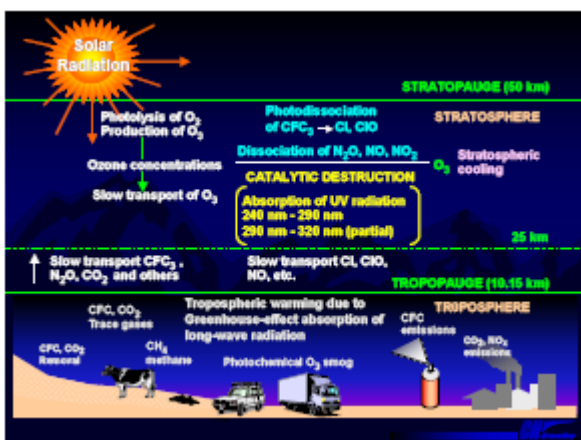 Solar
Radiation
STRATOPAUGE (50 km)
Photolysis of O₂
Production of O₃
Photodissociation
of CFC₃ → Cl, ClO
STRATOSPHERE
Ozone concentrations
Dissociation of N₂O, NO, NO₂
O₃
Stratospheric
cooling
CATALYTIC DESTRUCTION
Slow transport of O₃
Absorption of UV radiation
240 nm - 290 nm
290 nm - 320 nm (partial)
25 km
Slow transport CFC₃ ,
N₂O, CO₂ and others
Slow transport Cl, ClO,
NO, etc.
TROPOPAUGE (10.15 km)
CFC, CO₂
Trace gases
Tropospheric warming due to
Greenhouse-effect absorption of
long-wave radiation
TROPOSPHERE
CFC
emissions
CFC, CO₂
Removal
CH₄
methane
Photochemical O₃ smog
CO₂, NOₓ
emissions